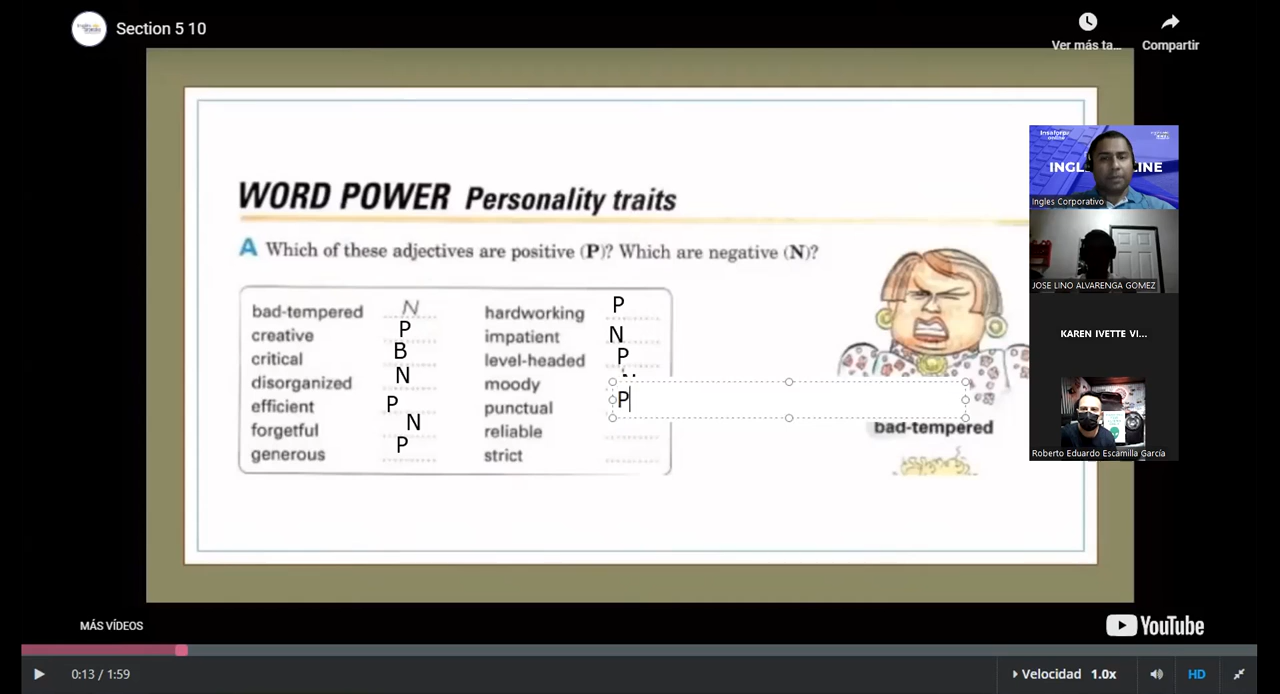 Section 5 10
Ver más ta...
Compartir
WORD POWER Personality traits
A Which of these adjectives are positive (P)? Which are negative (N)?
bad-tempered N hardworking P
creative P impatient N
critical B level-headed P
disorganized N moody
efficient P punctual P
forgetful N reliable
generous P strict
bad-tempered
INGL INE
Ingles Corporativo
JOSE LINO ALVARENGA GOMEZ
KAREN IVETTE VI...
Roberto Eduardo Escamilla García
MÁS VÍDEOS
YouTube
0:13 / 1:59
Velocidad 1.0x
HD